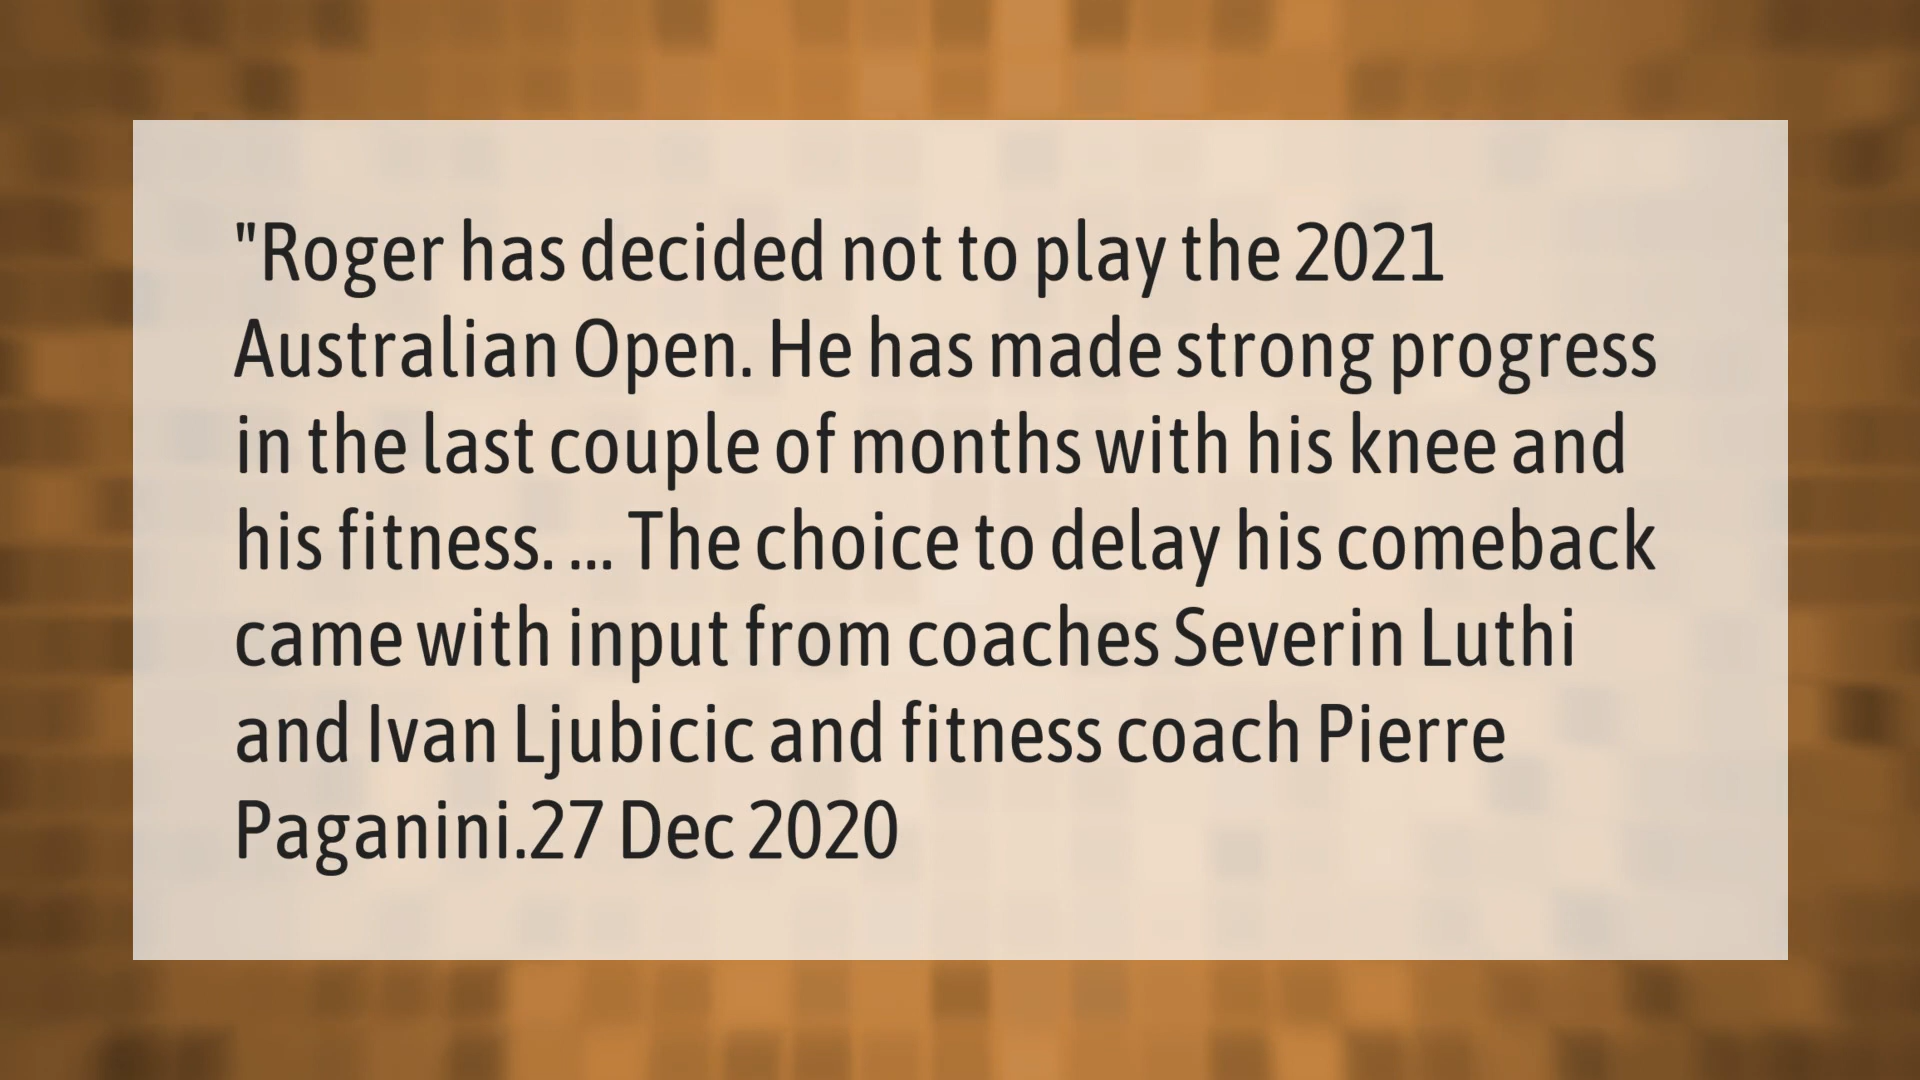 "Roger has decided not to play the 2021
Australian Open. He has made strong progress
in the last couple of months with his knee and
his fitness. ... The choice to delay his comeback
came with input from coaches Severin Luthi
and Ivan Ljubicic and fitness coach Pierre
Paganini.27 Dec 2020